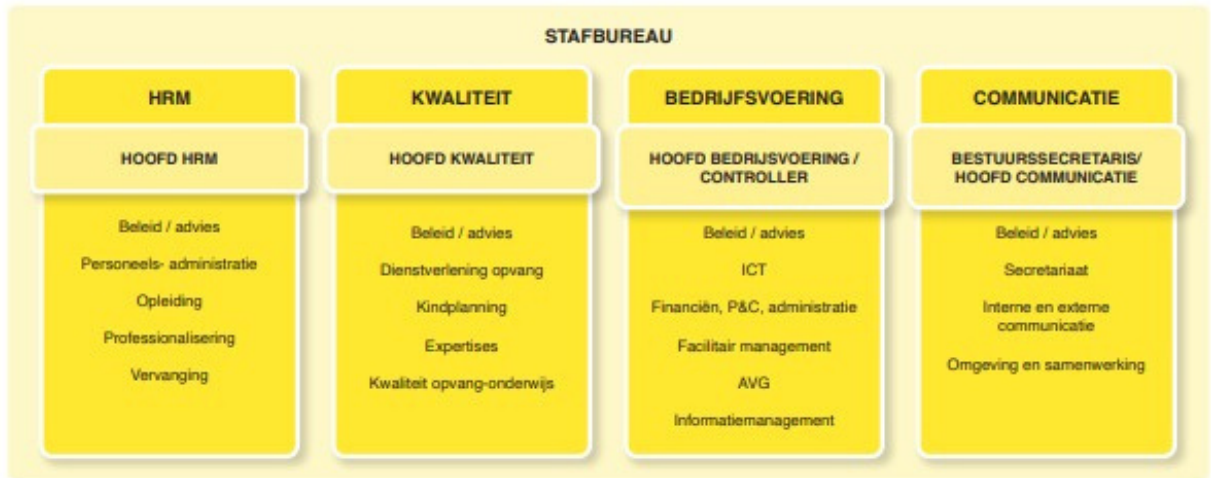 STAFBUREAU
HRM
HOOFD HRM
Beleid / advies
Personeels- administratie
Opleiding
Professionalisering
Vervanging
KWALITEIT
HOOFD KWALITEIT
Beleid / advies
Dienstverlening opvang
Kindplanning
Expertises
Kwaliteit opvang-onderwijs
BEDRIJFSVOERING
HOOFD BEDRIJSVOERING /
CONTROLLER
Beleid / advies
ICT
Financiën, P&C, administratie
Facilitair management
AVG
Informatiemanagement
COMMUNICATIE
BESTUURSSECRETARIS/
HOOFD COMMUNICATIE
Beleid / advies
Secretariaat
Interne en externe
communicatie
Omgeving en samenwerking